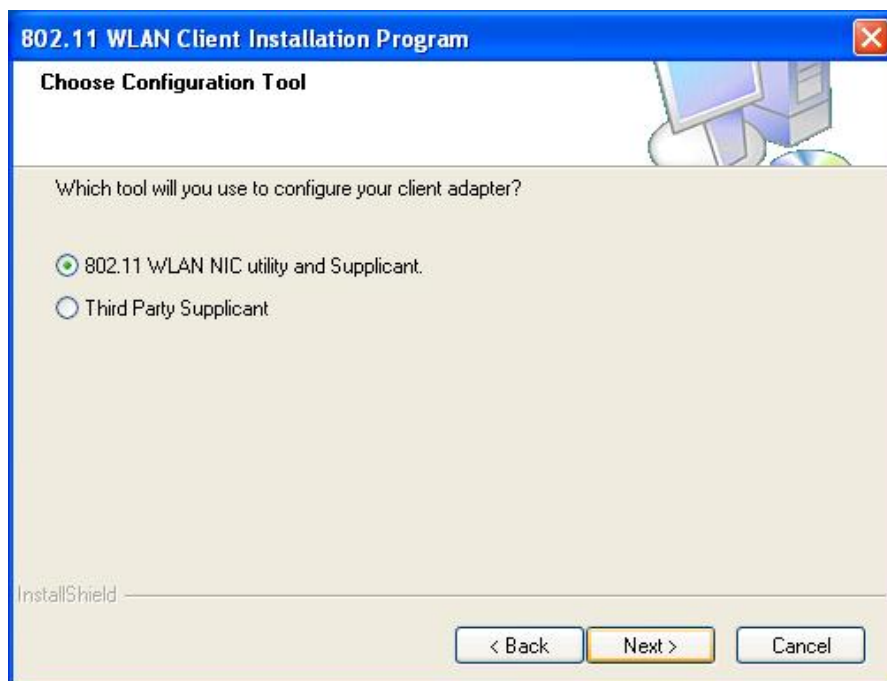 802.11 WLAN Client Installation Program
Choose Configuration Tool
Which tool will you use to configure your client adapter?
802.11 WLAN NIC utility and Supplicant.
Third Party Supplicant
InstallShield
< Back
Next >
Cancel